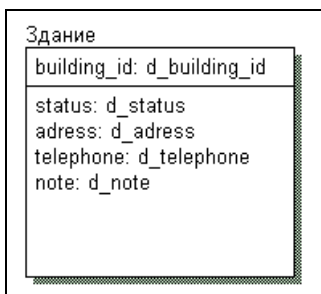 Здание
building_id: d_building_id
status: d_status
adress: d_adress
telephone: d_telephone
note: d_note